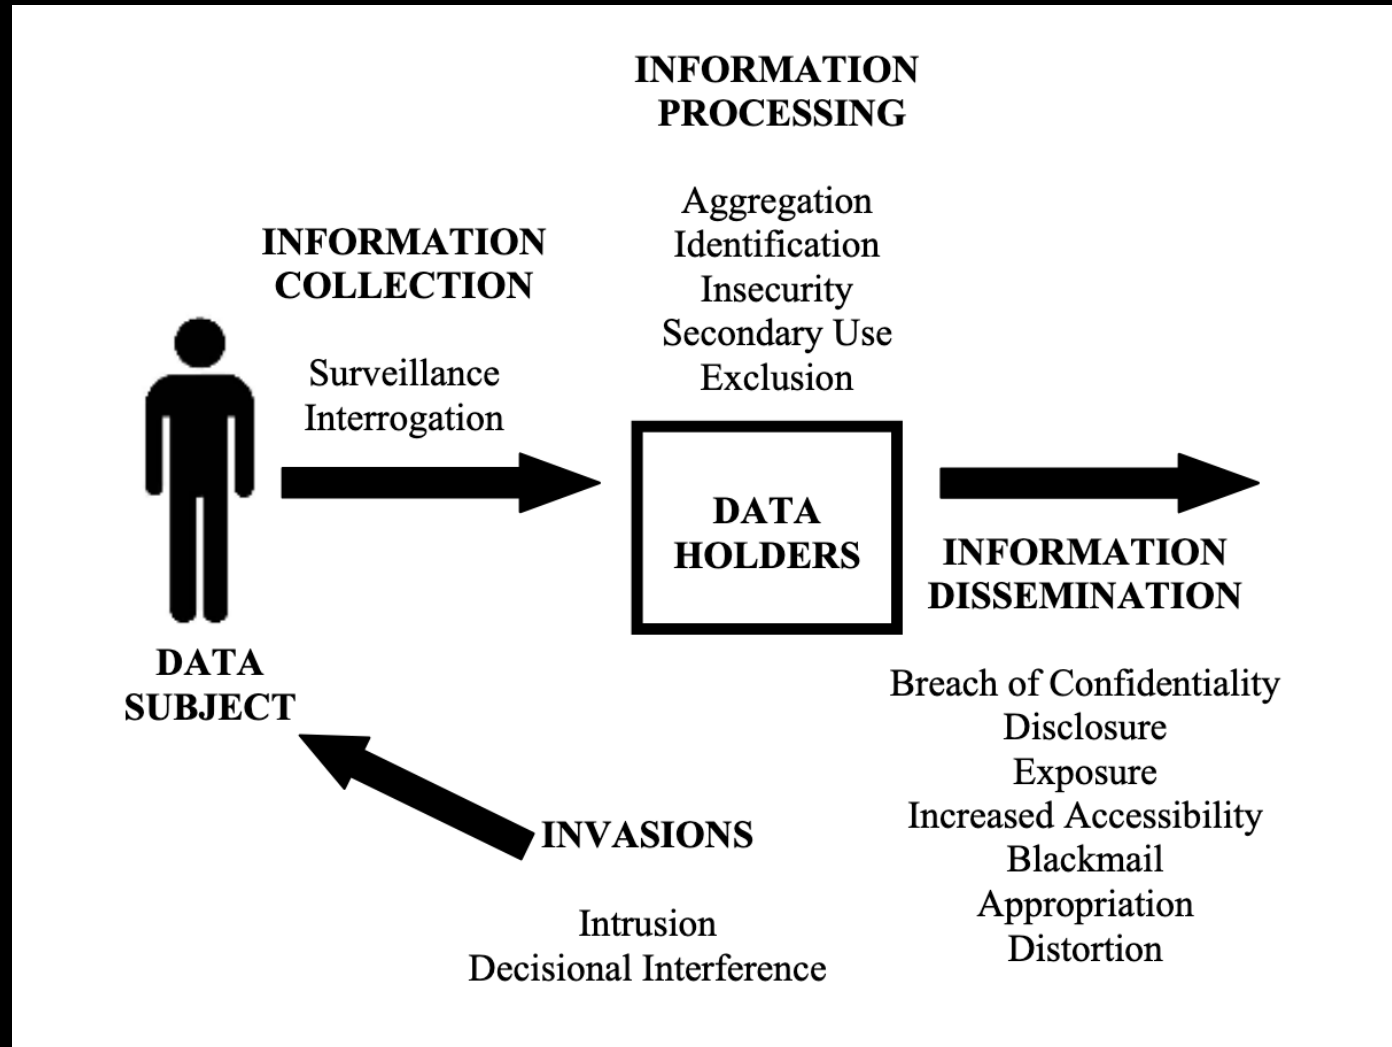 INFORMATION
PROCESSING
Aggregation
Identification
Insecurity
Secondary Use
Exclusion
INFORMATION
COLLECTION
Surveillance
Interrogation
DATA
HOLDERS
INFORMATION
DISSEMINATION
Breach of Confidentiality
Disclosure
Exposure
Increased Accessibility
Blackmail
Appropriation
Distortion
DATA
SUBJECT
INVASIONS
Intrusion
Decisional Interference